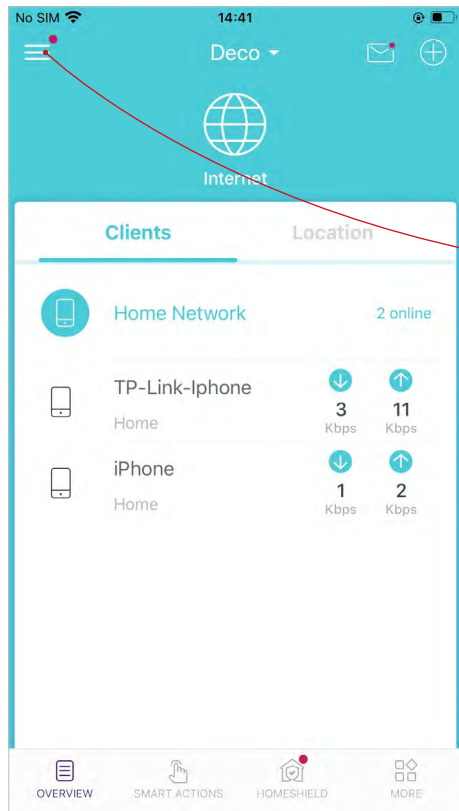 No SIM 14:41
Deco
Internet
Clients Location
Home Network 2 online
TP-Link-Iphone
Home
3 11
Kbps Kbps
iPhone
Home
1 2
Kbps Kbps
OVERVIEW SMART ACTIONS HOMESHIELD MORE